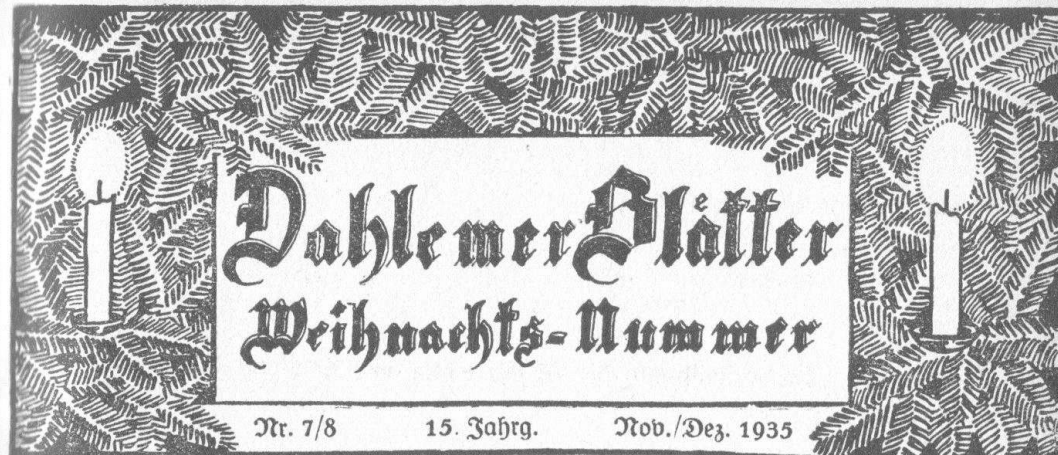 Dahlemer Blätter
Weihnachts-Nummer
Nr. 7/8 15. Jahrg. Nov./Dez. 1935